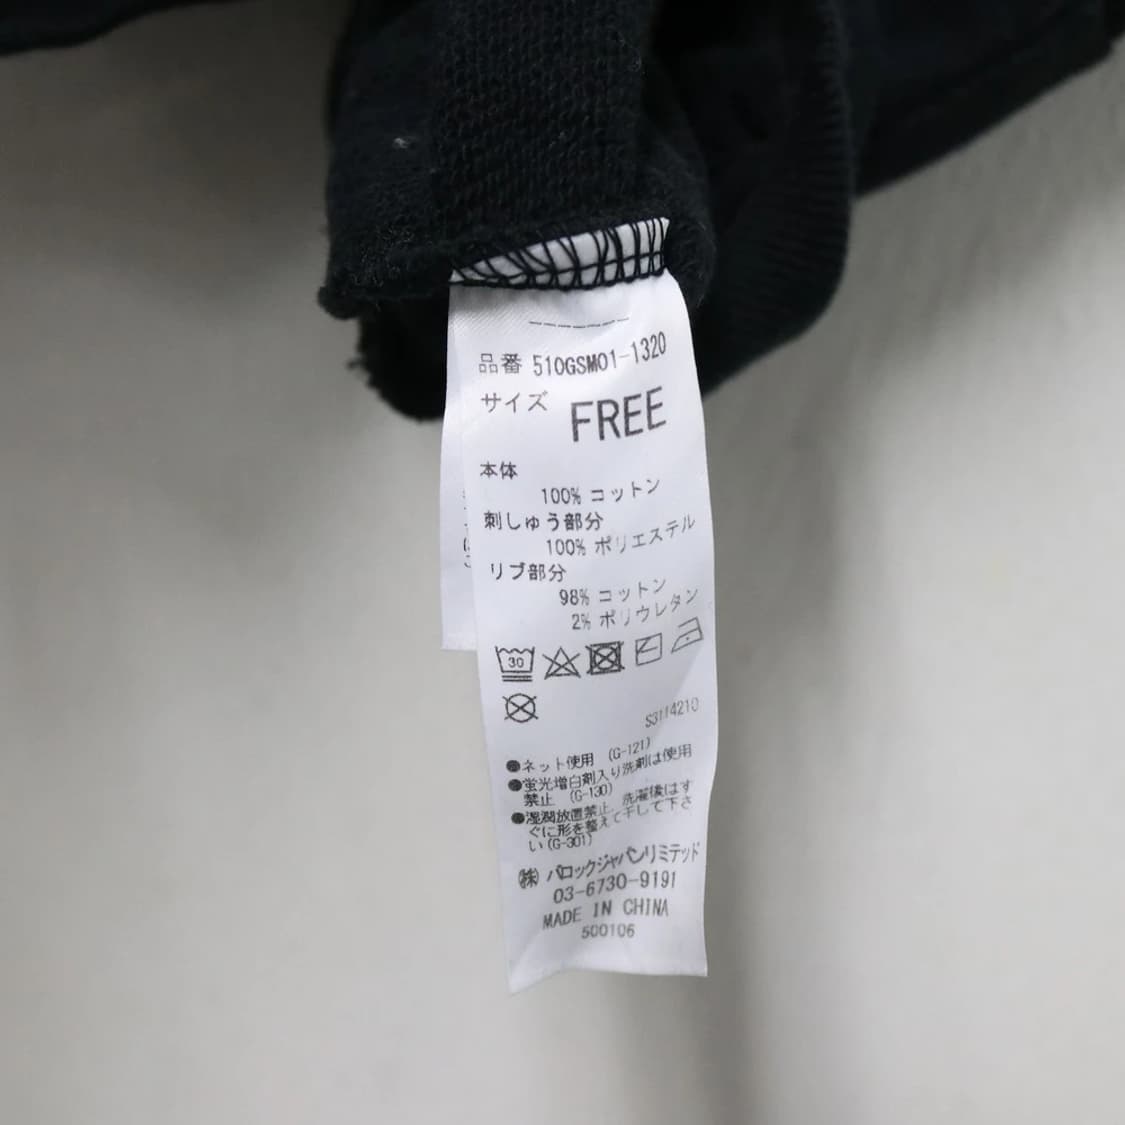 品番 510GSM01-1320
サイズ FREE
本体
100% コットン
刺しゅう部分
100% ポリエステル
リブ部分
98% コットン
2% ポリウレタン
30
S3114210
●ネット使用 (G-121)
●蛍光増白剤入り洗剤は使用
禁止 (G-130)
●湿潤放置禁止、洗濯後はす
ぐに形を整えて干して下さ
い(G-301)
㈱ バロックジャパンリミテッド
03-6730-9191
MADE IN CHINA
500106